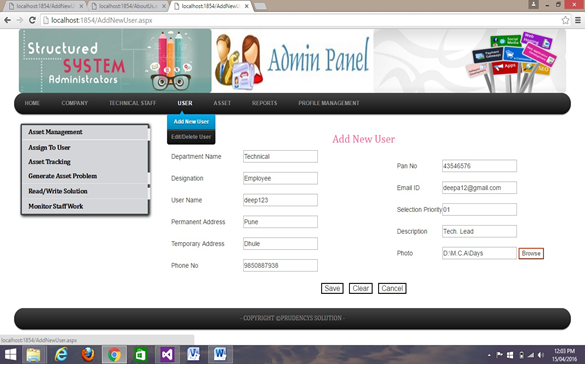 localhost:1854/AddNew
localhost:1854/AboutUs.a
localhost:1854/AddNewUse
localhost:1854/AddNewUser.aspx
Structured
SYSTEM
Administrators
Admin Panel
Apps
SEO
HOME COMPANY TECHNICAL STAFF USER ASSET REPORTS PROFILE MANAGEMENT
Add New User
Edit/Delete User
Asset Management
Assign To User
Asset Tracking
Generate Asset Problem
Read/Write Solution
Monitor Staff Work
Add New User
Department Name Technical
Designation Employee
User Name deep123
Permanent Address Pune
Temporary Address Dhule
Phone No 9850887938
Pan No 43546576
Email ID deepa12@gmail.com
Selection Priority 01
Description Tech. Lead
Photo D:\M.C.A\Days Browse
Save Clear Cancel
- COPYRIGHT ©PRUDENCYS SOLUTION -
localhost:1854/AddNewUser.aspx
12:03 PM
15/04/2016